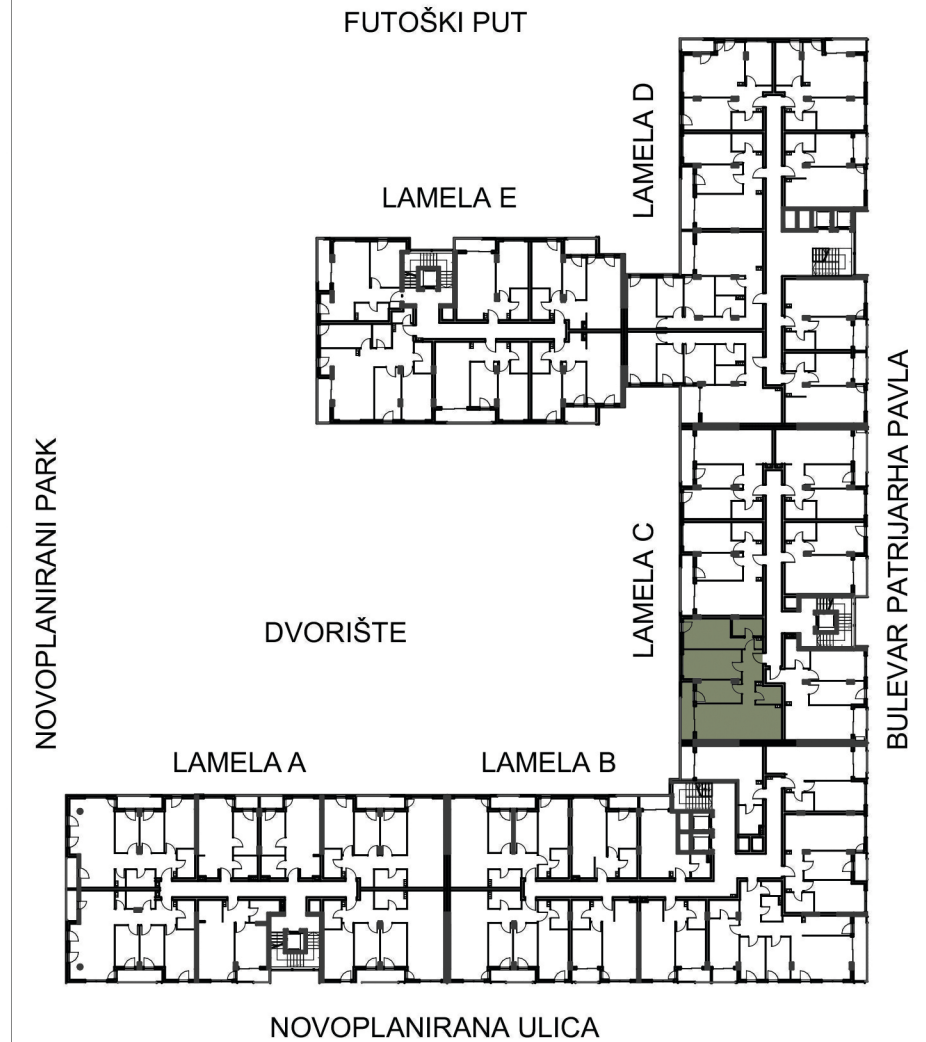 FUTOŠKI PUT
LAMELA D
LAMELA E
BULEVAR PATRIJARHA PAVLA
NOVOPLANIRANI PARK
LAMELA C
DVORIŠTE
LAMELA A
LAMELA B
NOVOPLANIRANA ULICA